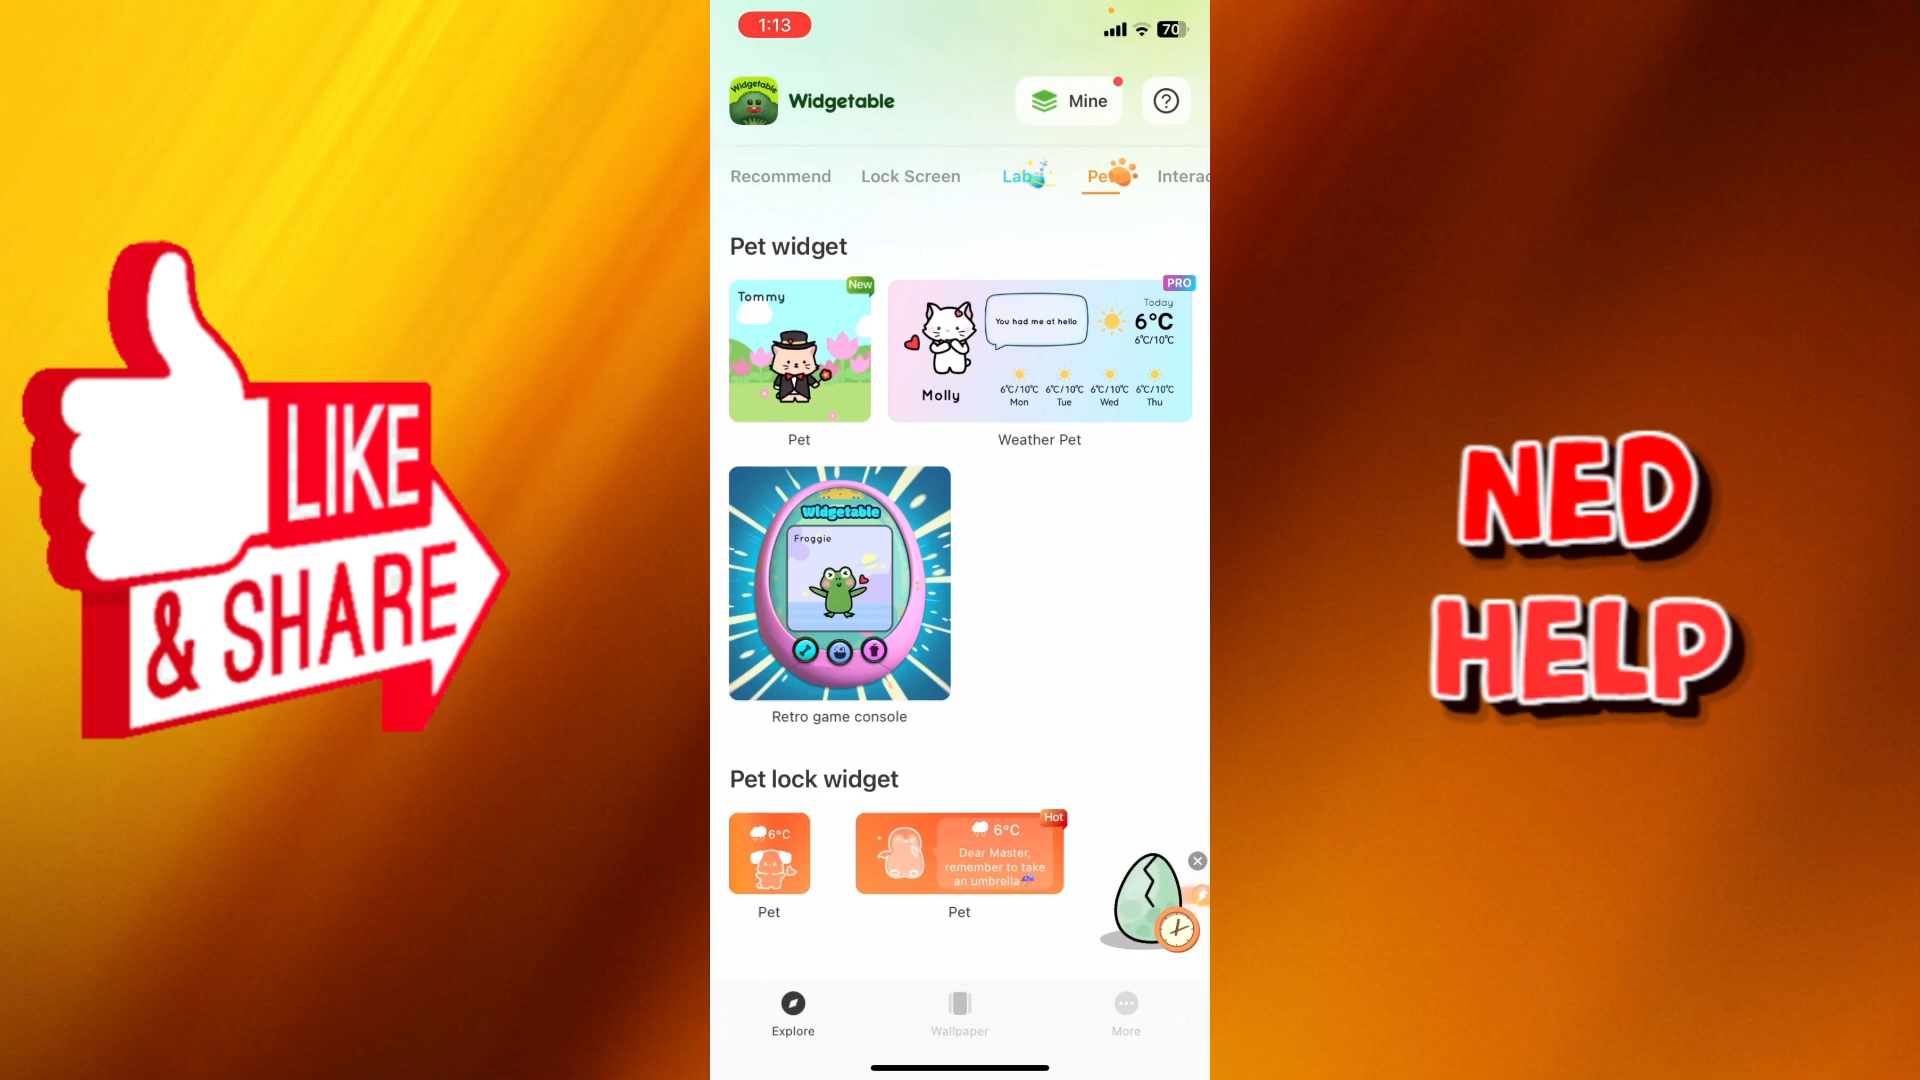 LIKE
& SHARE
1:13
70
Widgetable
Widgetable
Mine
?
Recommend
Lock Screen
Lab
Pet
Interac
Pet widget
Tommy
New
PRO
You had me at hello
Today
6°C
6°C/10°C
Molly
6°C/10°C 6°C/10°C 6°C/10°C 6°C/10°C
Mon Tue Wed Thu
Pet
Weather Pet
Widgetable
Froggie
Retro game console
Pet lock widget
6°C
Hot
6°C
Dear Master,
remember to take
an umbrella
Pet
Pet
Explore
Wallpaper
More
NED
HELP